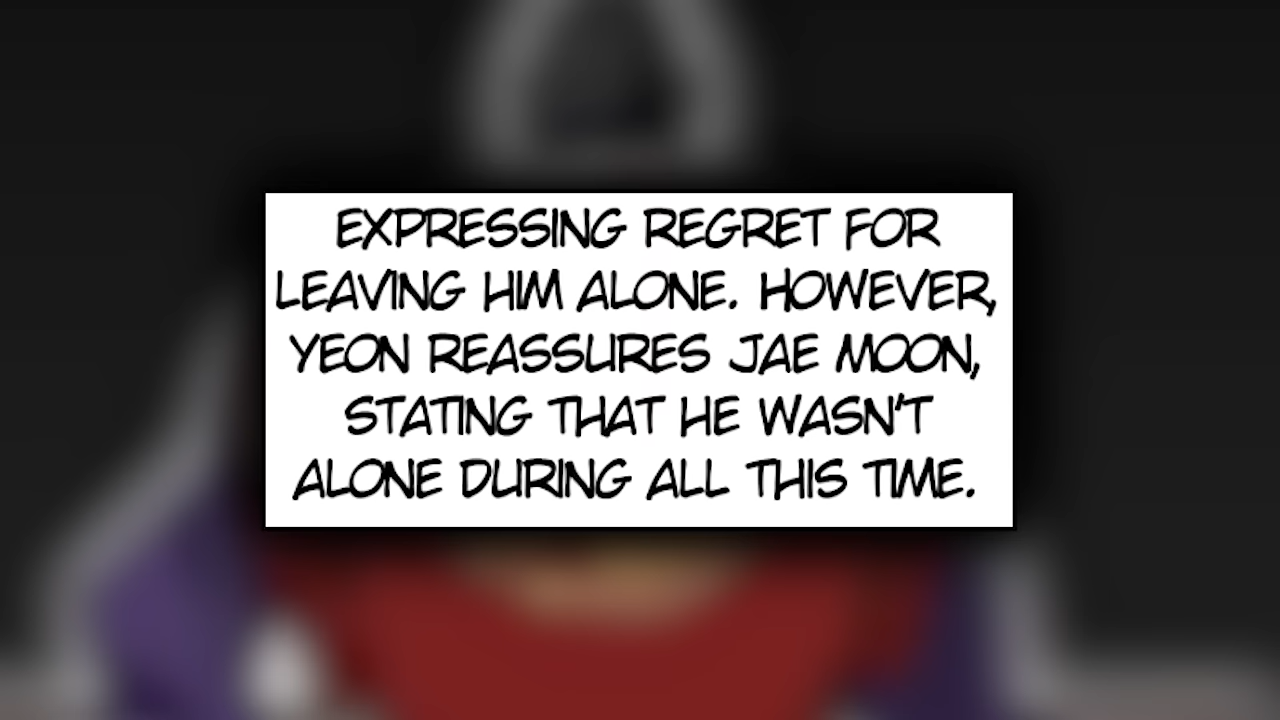 EXPRESSING REGRET FOR
LEAVING HIM ALONE. HOWEVER,
YEON REASSURES JAE MOON,
STATING THAT HE WASN'T
ALONE DURING ALL THIS TIME.